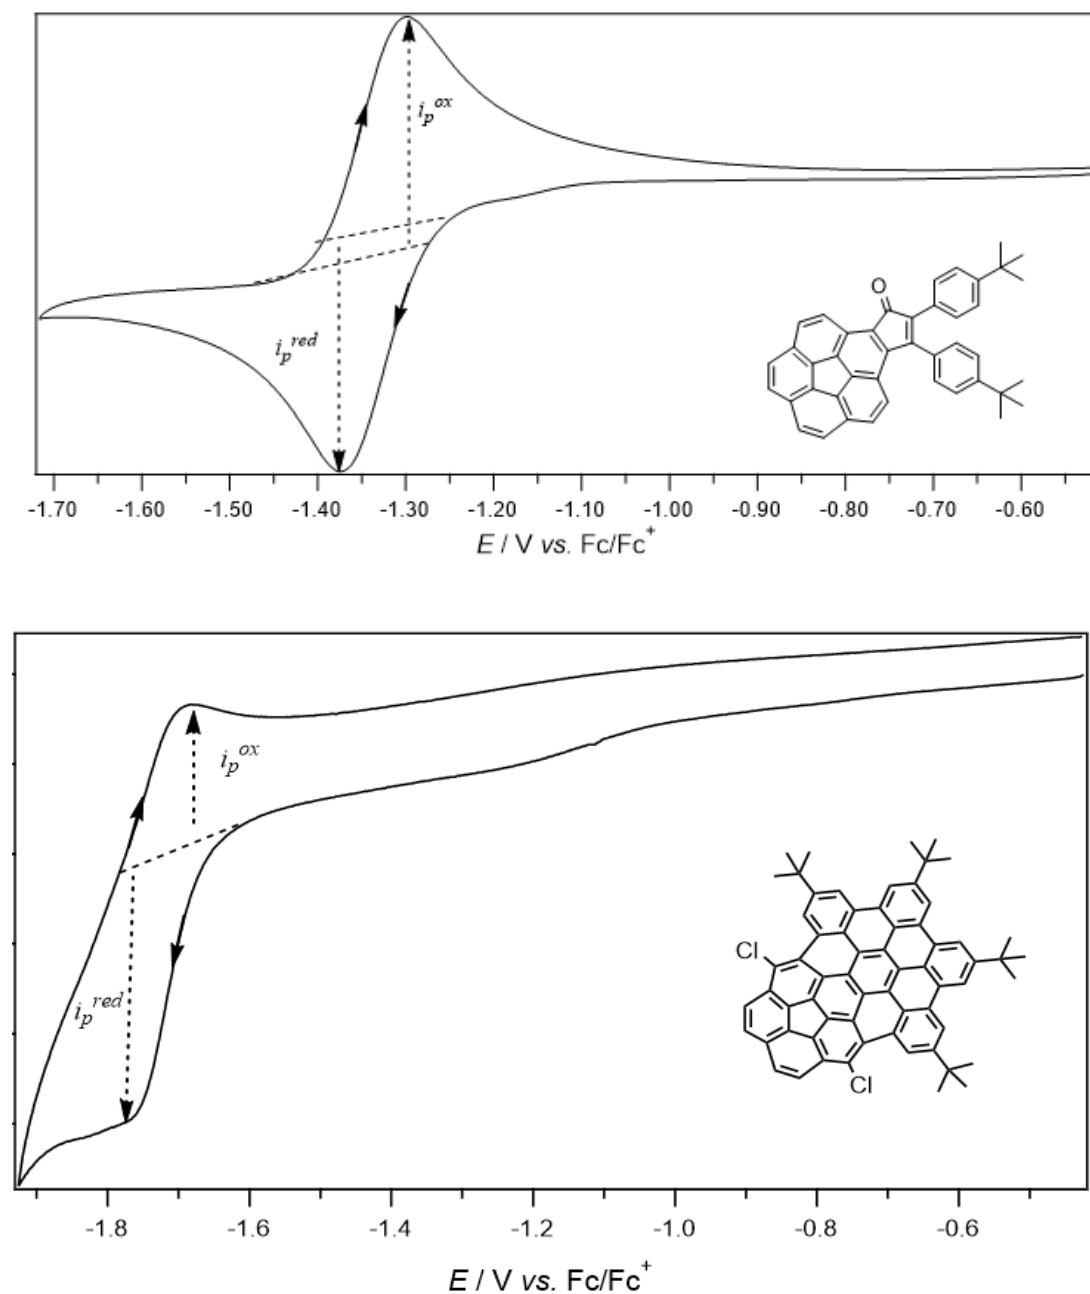 i_p^ox
i_p^red
O
-1.70 -1.60 -1.50 -1.40 -1.30 -1.20 -1.10 -1.00 -0.90 -0.80 -0.70 -0.60
E / V vs. Fc/Fc+
i_p^ox
i_p^red
Cl
Cl
-1.8 -1.6 -1.4 -1.2 -1.0 -0.8 -0.6
E / V vs. Fc/Fc+